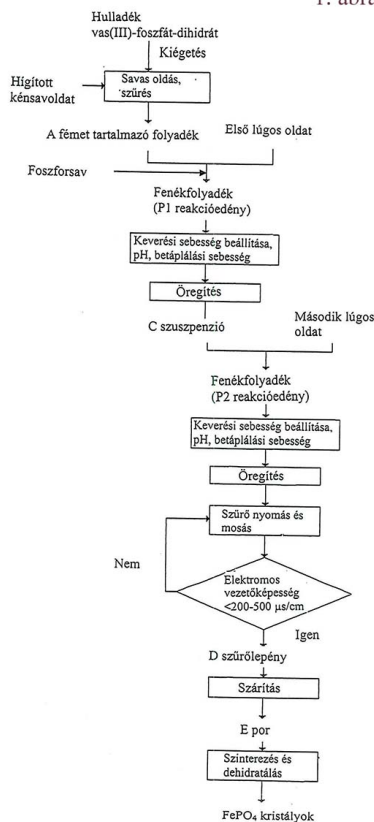 1. ábra
Hulladék
vas(III)-foszfát-dihidrát
Kiégetés
Hígított
kénsavoldat
Savas oldás,
szűrés
A fémet tartalmazó folyadék
Első lúgos oldat
Foszforsav
Fenékfolyadék
(P1 reakcióedény)
Keverési sebesség beállítása,
pH, betáplálási sebesség
Öregítés
C szuszpenzió
Második lúgos
oldat
Fenékfolyadék
(P2 reakcióedény)
Keverési sebesség beállítása,
pH, betáplálási sebesség
Öregítés
Szűrő nyomás és
mosás
Nem
Elektromos
vezetőképesség
<200-500 μs/cm
Igen
D szűrőlepény
Szárítás
E por
Szinterezés és
dehidratálás
FePO₄ kristályok